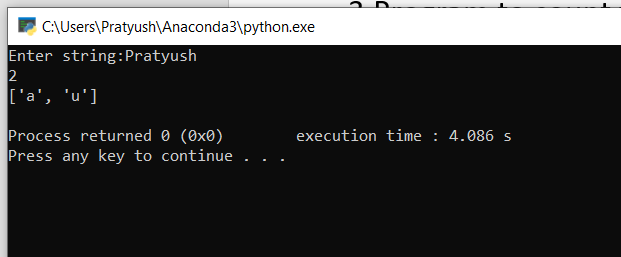 C:\Users\Pratyush\Anaconda3\python.exe
Enter string:Pratyush
2
['a', 'u']
Process returned 0 (0x0)       execution time : 4.086 s
Press any key to continue . . .